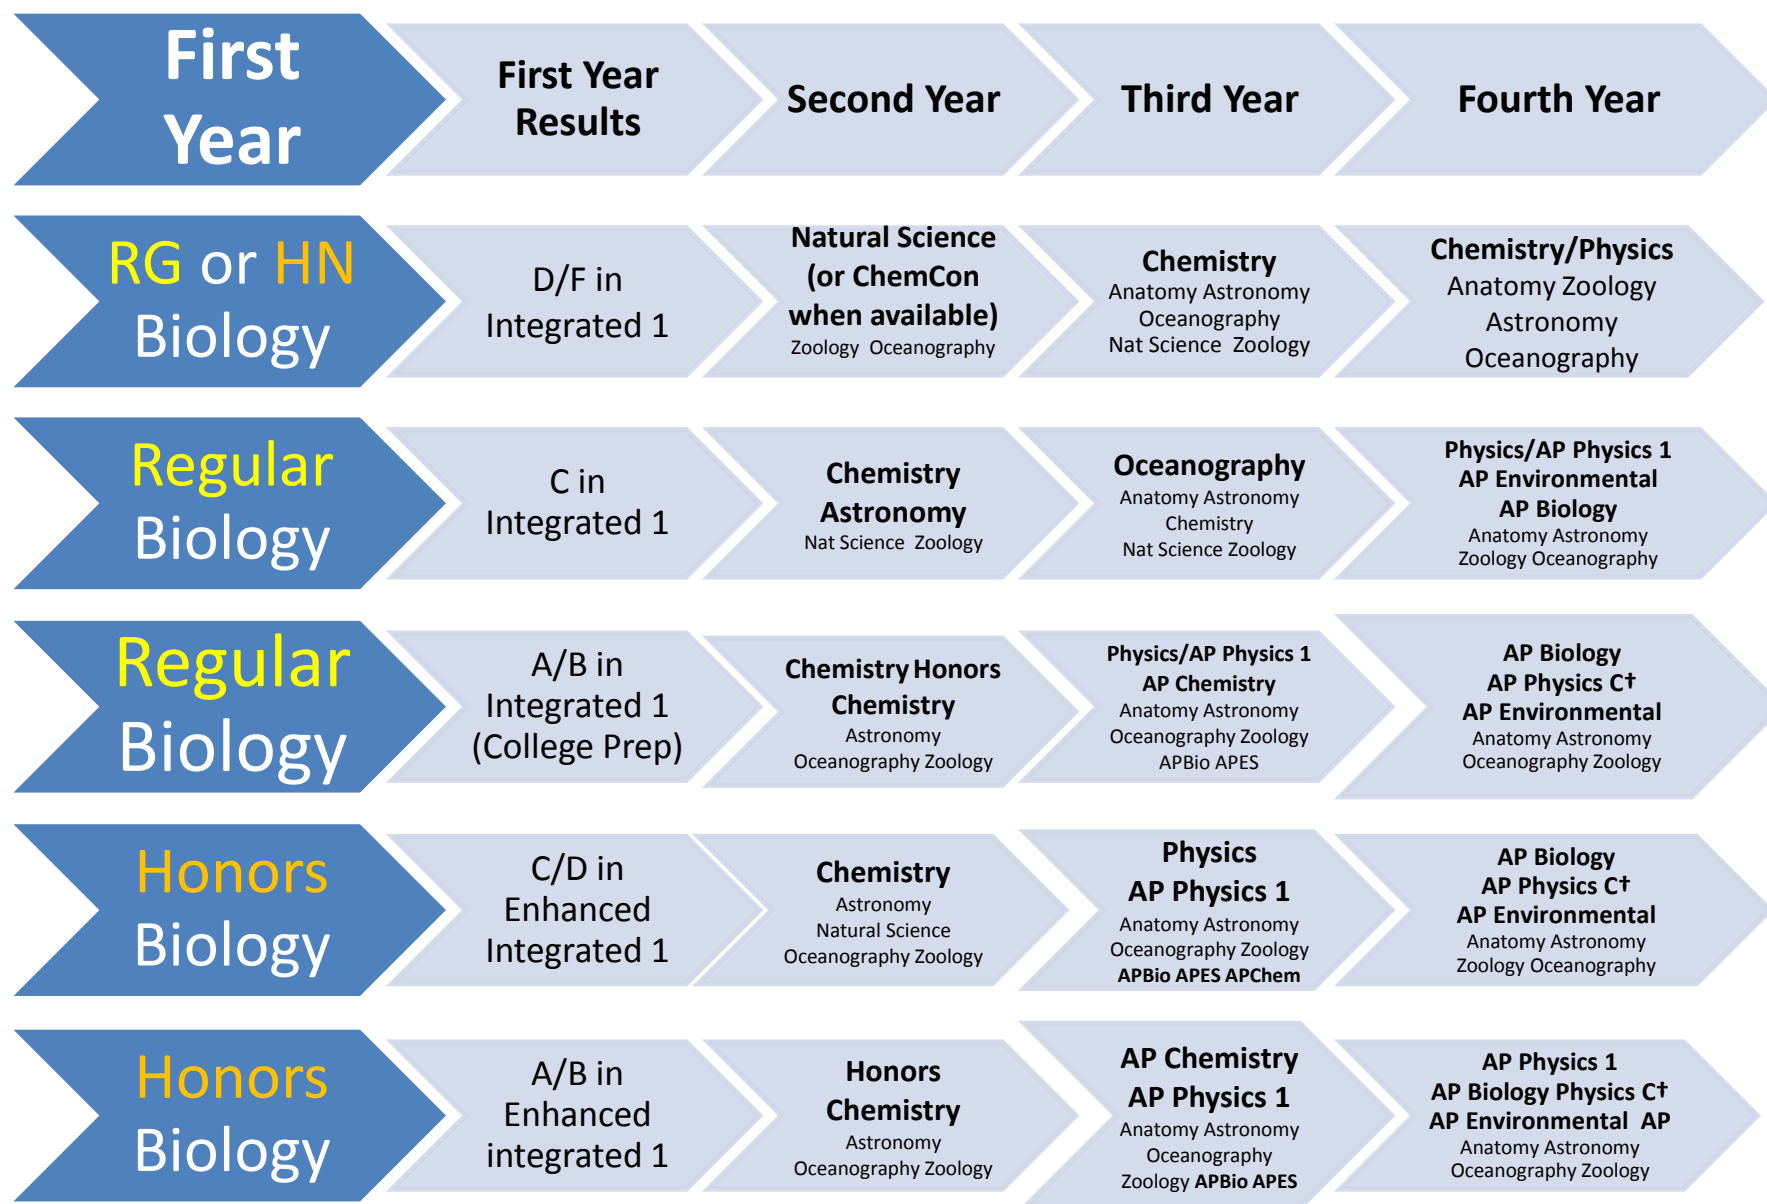 First
Year
First Year
Results
Second Year
Third Year
Fourth Year
RG or HN
Biology
D/F in
Integrated 1
Natural Science
(or ChemCon
when available)
Zoology Oceanography
Chemistry
Anatomy Astronomy
Oceanography
Nat Science Zoology
Chemistry/Physics
Anatomy Zoology
Astronomy
Oceanography
Regular
Biology
C in
Integrated 1
Chemistry
Astronomy
Nat Science Zoology
Oceanography
Anatomy Astronomy
Chemistry
Nat Science Zoology
Physics/AP Physics 1
AP Environmental
AP Biology
Anatomy Astronomy
Zoology Oceanography
Regular
Biology
A/B in
Integrated 1
(College Prep)
Chemistry Honors
Chemistry
Astronomy
Oceanography Zoology
Physics/AP Physics 1
AP Chemistry
Anatomy Astronomy
Oceanography Zoology
APBio APES
AP Biology
AP Physics C†
AP Environmental
Anatomy Astronomy
Oceanography Zoology
Honors
Biology
C/D in
Enhanced
Integrated 1
Chemistry
Astronomy
Natural Science
Oceanography Zoology
Physics
AP Physics 1
Anatomy Astronomy
Oceanography Zoology
APBio APES APChem
AP Biology
AP Physics C†
AP Environmental
Anatomy Astronomy
Zoology Oceanography
Honors
Biology
A/B in
Enhanced
integrated 1
Honors
Chemistry
Astronomy
Oceanography Zoology
AP Chemistry
AP Physics 1
Anatomy Astronomy
Oceanography
Zoology APBio APES
AP Physics 1
AP Biology Physics C†
AP Environmental AP
Anatomy Astronomy
Oceanography Zoology